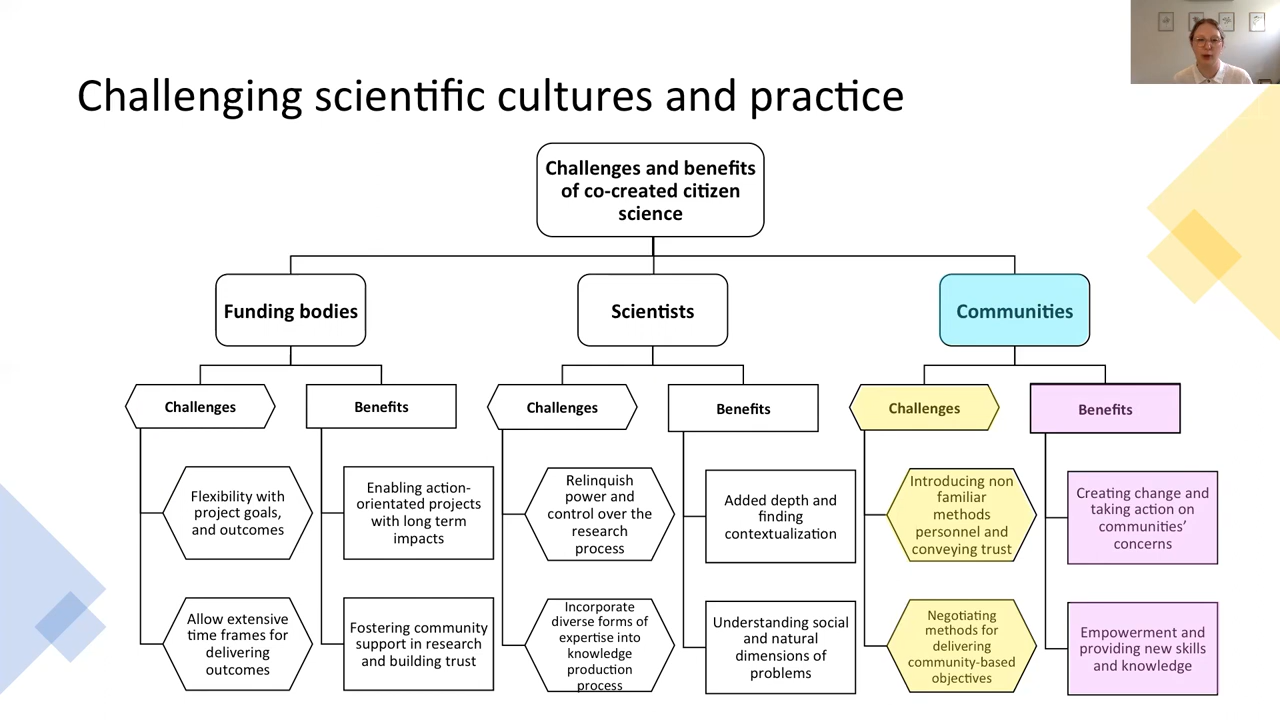 Challenging scientific cultures and practice
Challenges and benefits
of co-created citizen
science
Funding bodies
Scientists
Communities
Challenges
Benefits
Challenges
Benefits
Challenges
Benefits
Flexibility with
project goals,
and outcomes
Enabling action-
orientated projects
with long term
impacts
Relinquish
power and
control over the
research
process
Added depth and
finding
contextualization
Introducing non
familiar
methods
personnel and
conveying trust
Creating change and
taking action on
communities’
concerns
Allow extensive
time frames for
delivering
outcomes
Fostering community
support in research
and building trust
Incorporate
diverse forms of
expertise into
knowledge
production
process
Understanding social
and natural
dimensions of
problems
Negotiating
methods for
delivering
community-based
objectives
Empowerment and
providing new skills
and knowledge